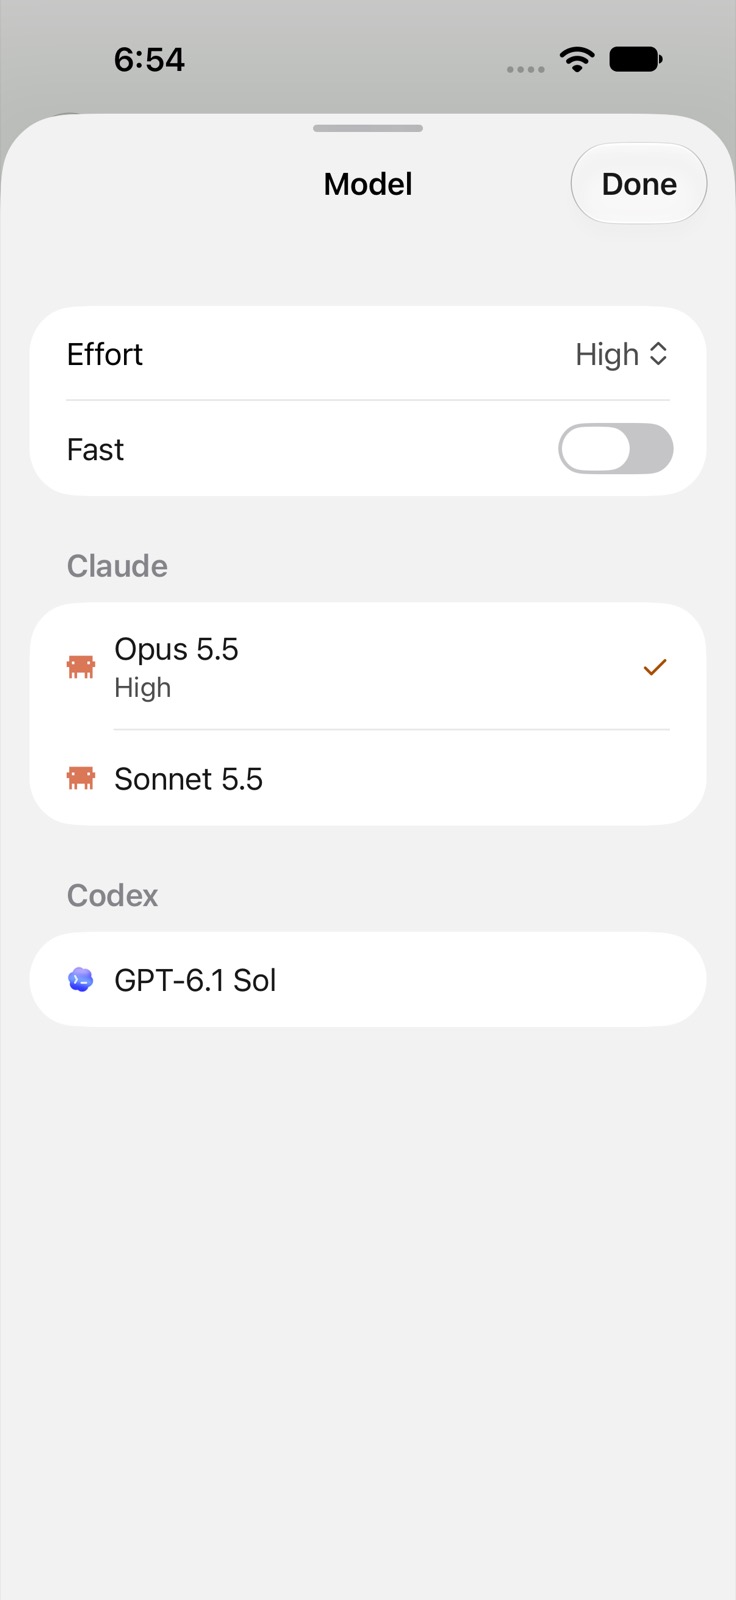 6:54
Model
Done
Effort
High
Fast
Claude
Opus 5.5
High
Sonnet 5.5
Codex
GPT-6.1 Sol